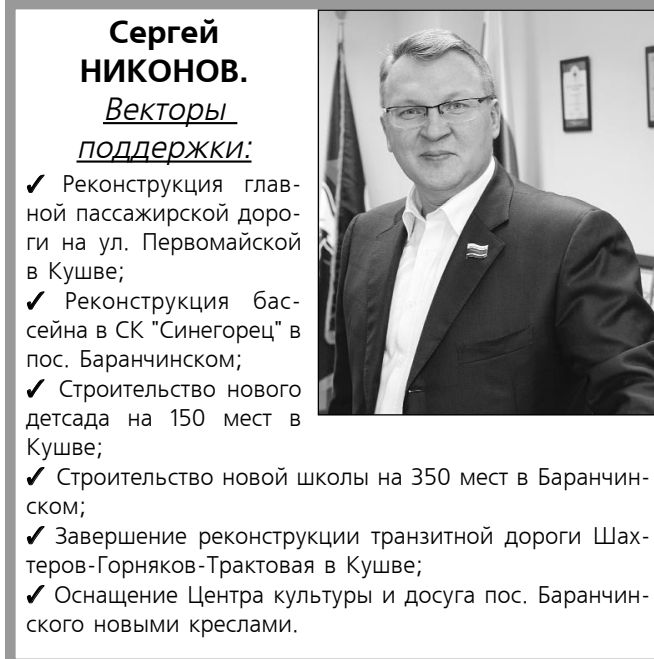 Сергей
НИКОНОВ.
Векторы
поддержки:
✓ Реконструкция глав-
ной пассажирской доро-
ги на ул. Первомайской
в Кушве;
✓ Реконструкция бас-
сейна в СК "Синегорец" в
пос. Баранчинском;
✓ Строительство нового
детсада на 150 мест в
Кушве;
✓ Строительство новой школы на 350 мест в Баранчин-
ском;
✓ Завершение реконструкции транзитной дороги Шах-
теров-Горняков-Трактовая в Кушве;
✓ Оснащение Центра культуры и досуга пос. Баранчин-
ского новыми креслами.